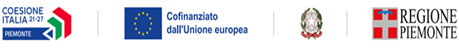 COESIONE
ITALIA 21-27
PIEMONTE
Cofinanziato
dall'Unione europea
REGIONE
PIEMONTE